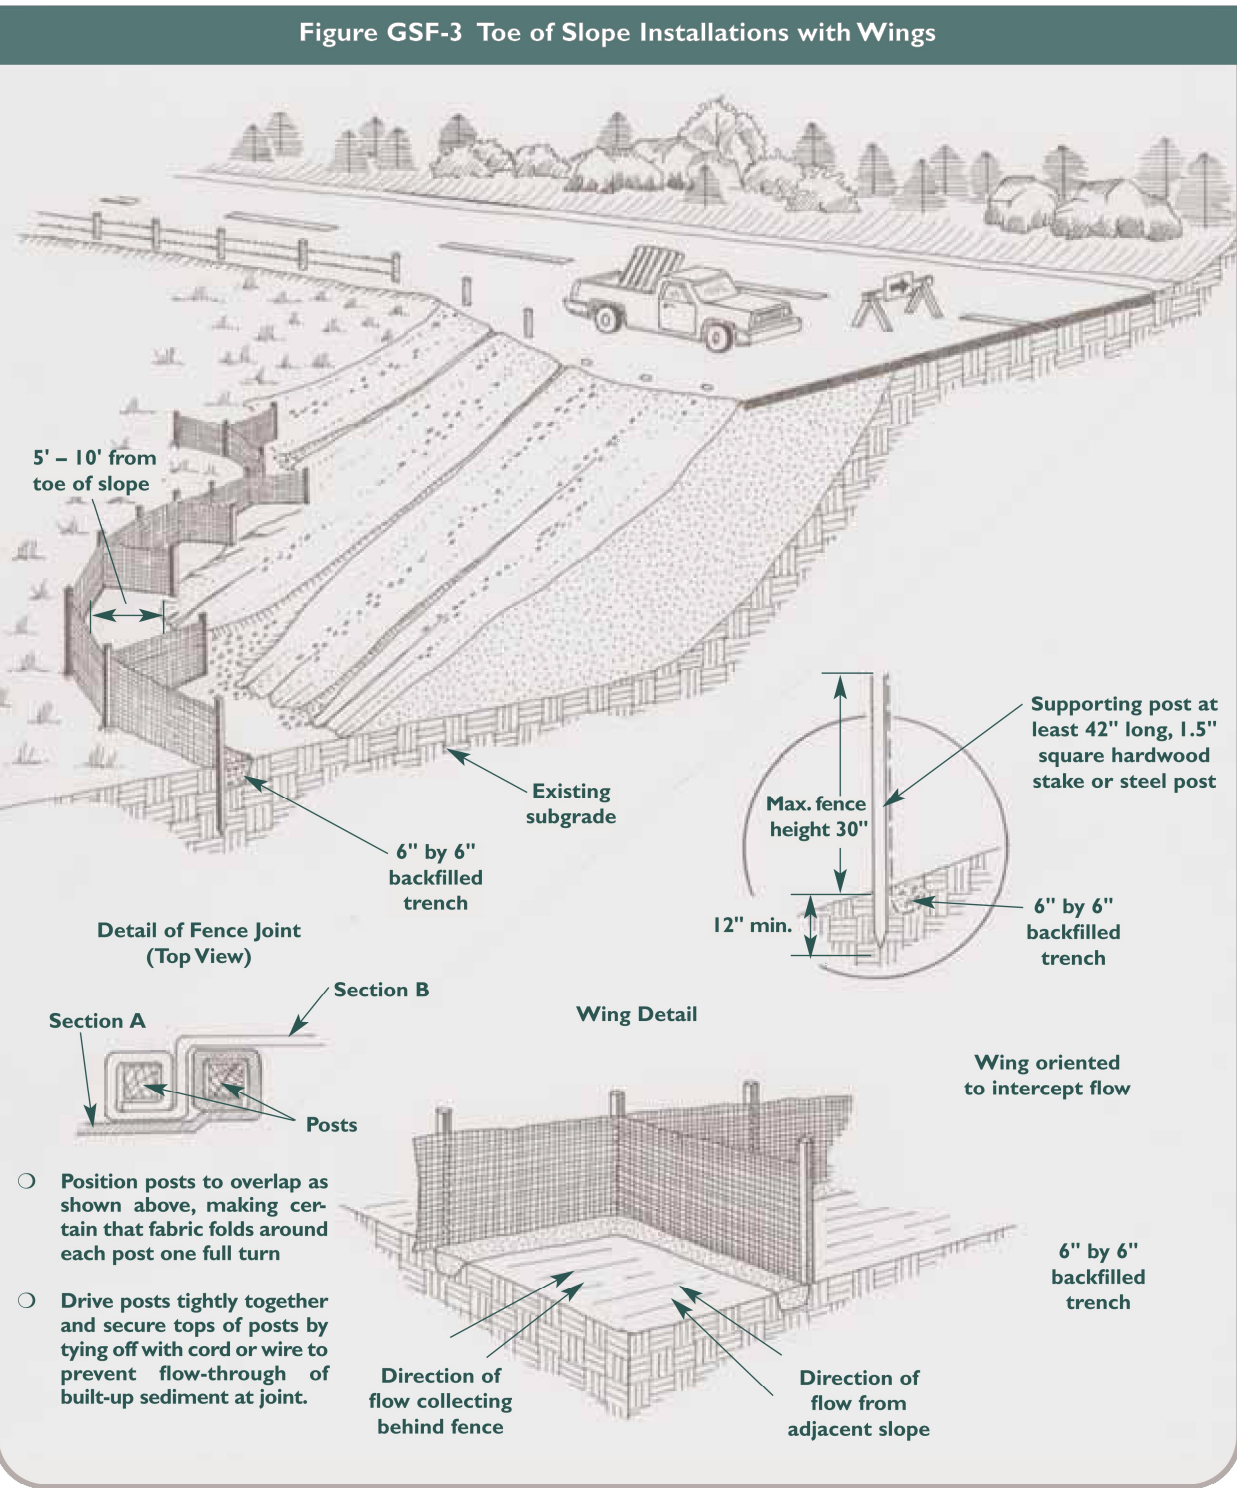 Figure GSF-3 Toe of Slope Installations with Wings
5' – 10' from
toe of slope
Supporting post at
least 42" long, 1.5"
square hardwood
stake or steel post
Max. fence
height 30"
Existing
subgrade
6" by 6"
backfilled
trench
12" min.
6" by 6"
backfilled
trench
Detail of Fence Joint
(Top View)
Section B
Section A
Posts
Wing Detail
Wing oriented
to intercept flow
Position posts to overlap as
shown above, making cer-
tain that fabric folds around
each post one full turn
Drive posts tightly together
and secure tops of posts by
tying off with cord or wire to
prevent flow-through of
built-up sediment at joint.
6" by 6"
backfilled
trench
Direction of
flow collecting
behind fence
Direction of
flow from
adjacent slope